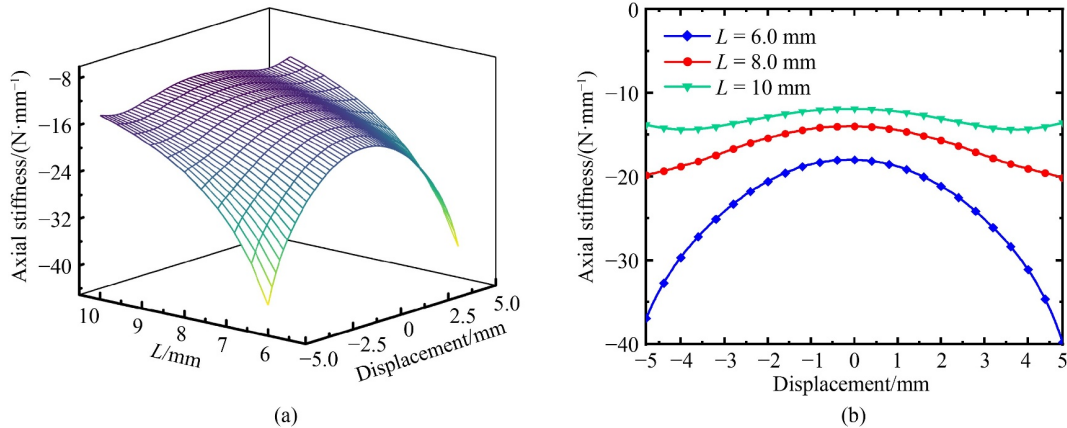 Axial stiffness/(N·mm⁻¹)
−8
−16
−24
−32
−40
10
9
8
7
6
L/mm
−5.0
−2.5
0
2.5
5.0
Displacement/mm
(a)
L = 6.0 mm
L = 8.0 mm
L = 10 mm
Axial stiffness/(N·mm⁻¹)
0
−10
−20
−30
−40
−5 −4 −3 −2 −1 0 1 2 3 4 5
Displacement/mm
(b)